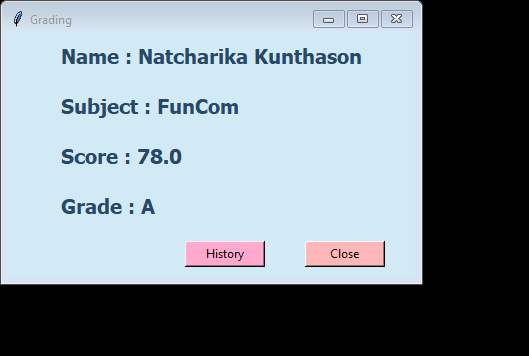 Grading
Name : Natcharika Kunthason
Subject : FunCom
Score : 78.0
Grade : A
History
Close